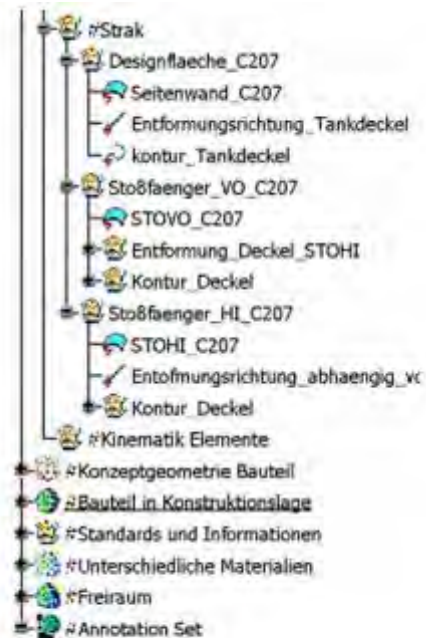 #Strak
Designflaeche_C207
Seitenwand_C207
Entformungsrichtung_Tankdeckel
kontur_Tankdeckel
Stoßfaenger_VO_C207
STOVO_C207
Entformung_Deckel_STOHI
Kontur_Deckel
Stoßfaenger_HI_C207
STOHI_C207
Entofmungsrichtung_abhaengig_vc
Kontur_Deckel
#Kinematik Elemente
#Konzeptgeometrie Bauteil
#Bauteil in Konstruktionslage
#Standards und Informationen
#Unterschiedliche Materialien
#Freiraum
#Annotation Set